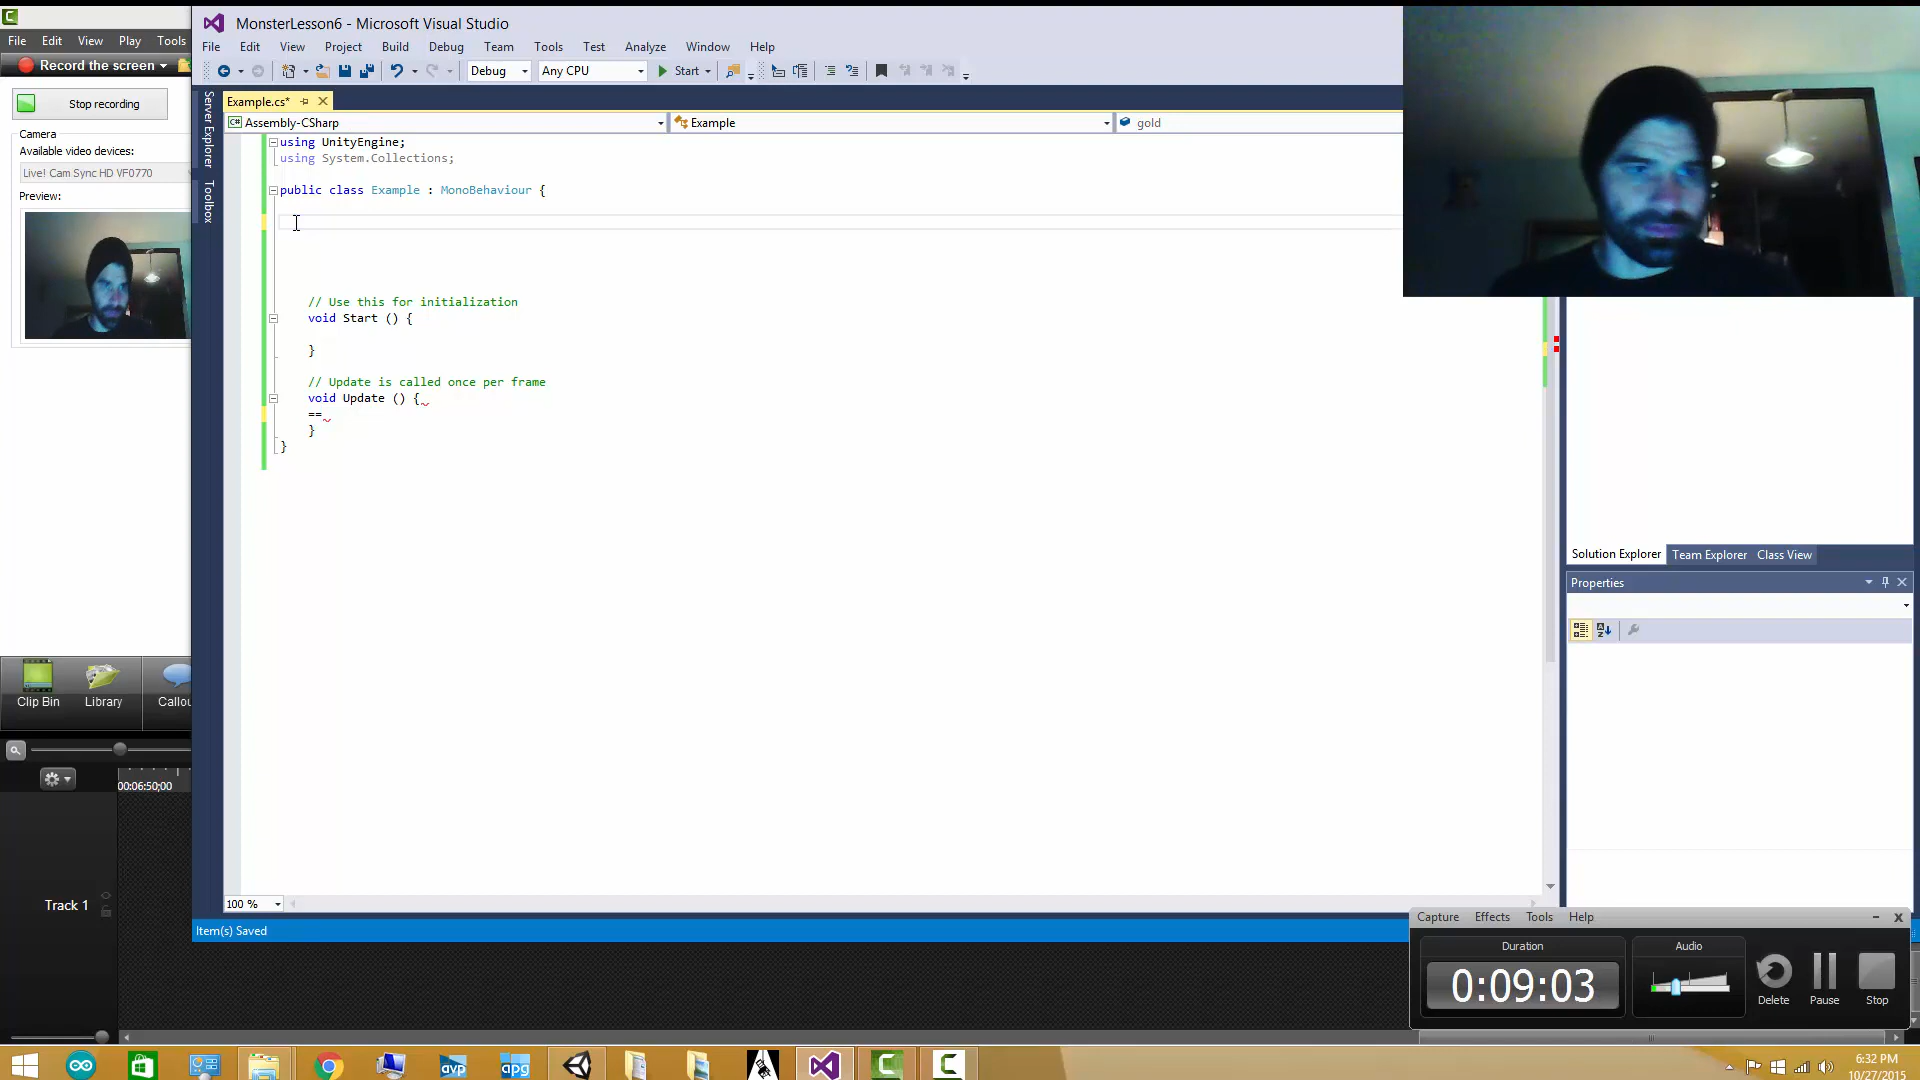 MonsterLesson6 - Microsoft Visual Studio
File Edit View Play Tools
File Edit View Project Build Debug Team Tools Test Analyze Window Help
Record the screen
Debug Any CPU Start
Stop recording
Example.cs*
Camera
Available video devices:
Live! Cam Sync HD VF0770
Preview:
Server Explorer
Toolbox
Assembly-CSharp Example gold
using UnityEngine;
using System.Collections;
public class Example : MonoBehaviour {
// Use this for initialization
void Start () {
}
// Update is called once per frame
void Update () {
==
}
}
Solution Explorer Team Explorer Class View
Properties
Clip Bin Library Callou
00:06:50;00
Track 1
100 %
Item(s) Saved
Capture Effects Tools Help
Duration Audio
0:09:03
Delete Pause Stop
avp apg
6:32 PM
10/27/2015